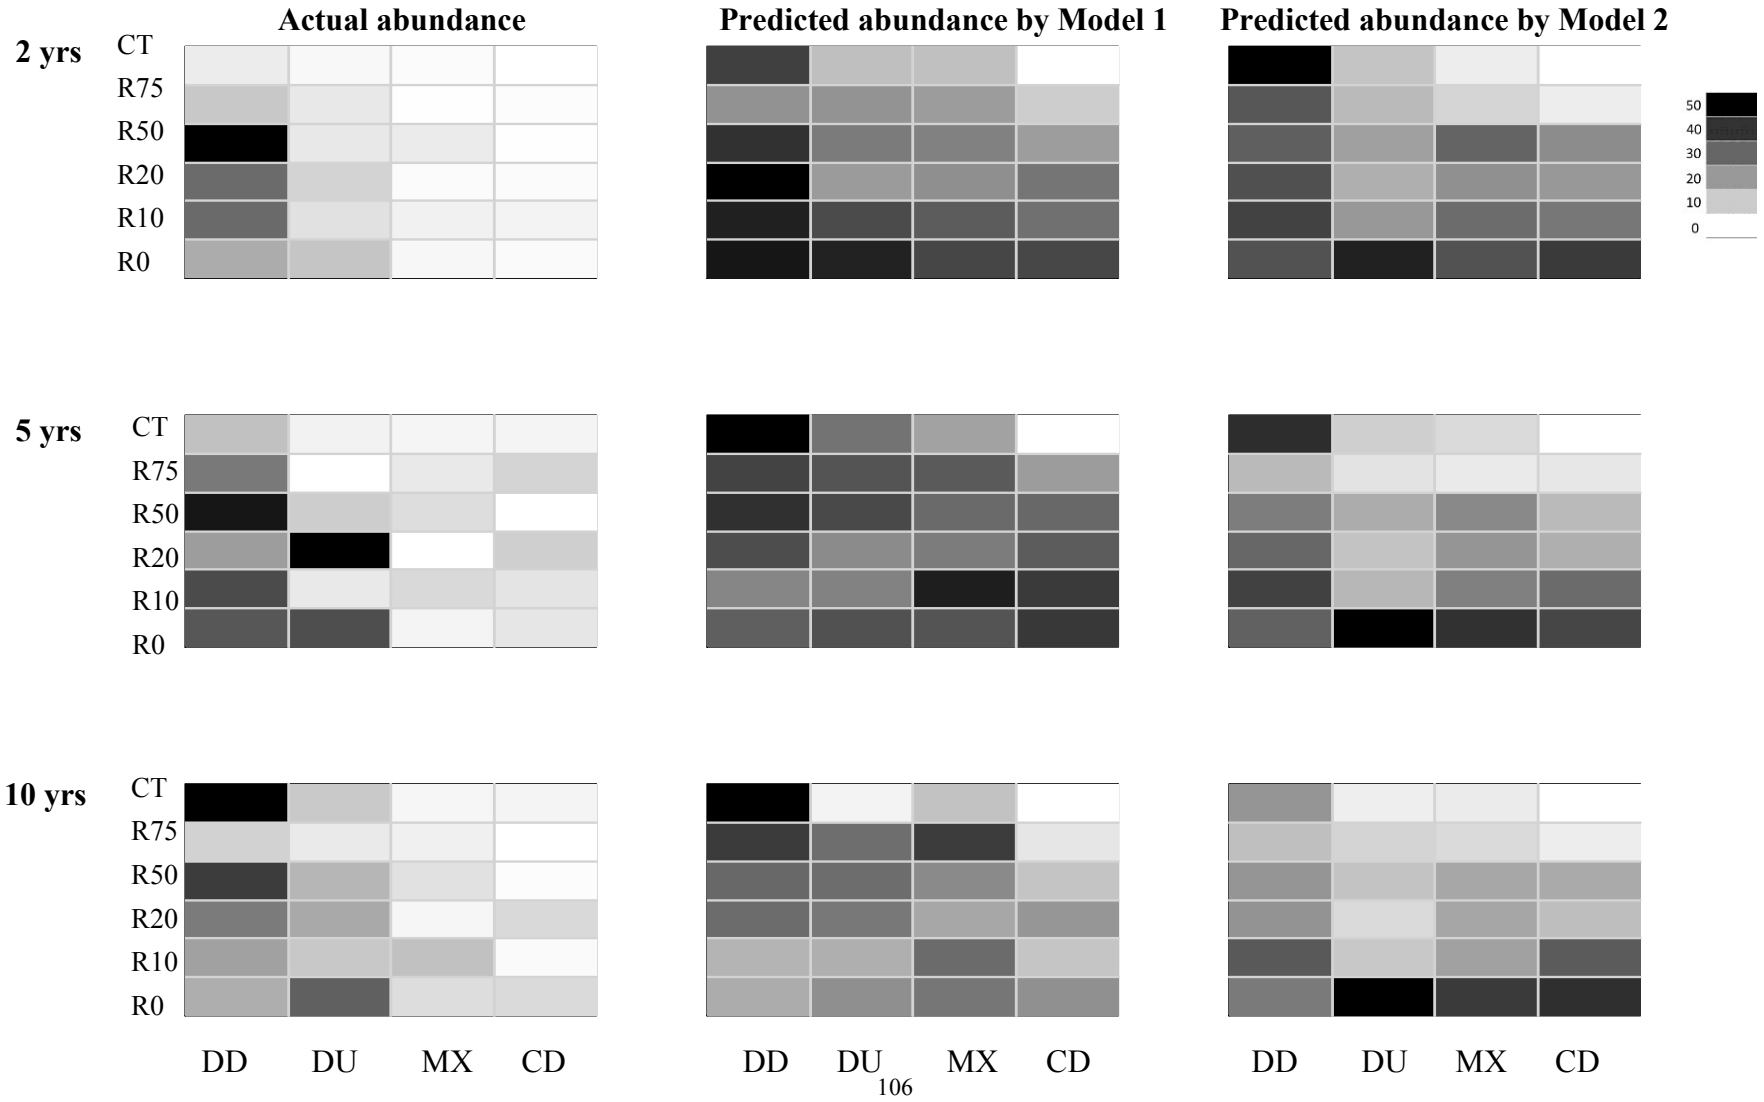 Actual abundance
Predicted abundance by Model 1
Predicted abundance by Model 2
2 yrs
CT
R75
R50
R20
R10
R0
50
40
30
20
10
0
5 yrs
CT
R75
R50
R20
R10
R0
10 yrs
CT
R75
R50
R20
R10
R0
DD DU MX CD
DD DU MX CD
DD DU MX CD
106